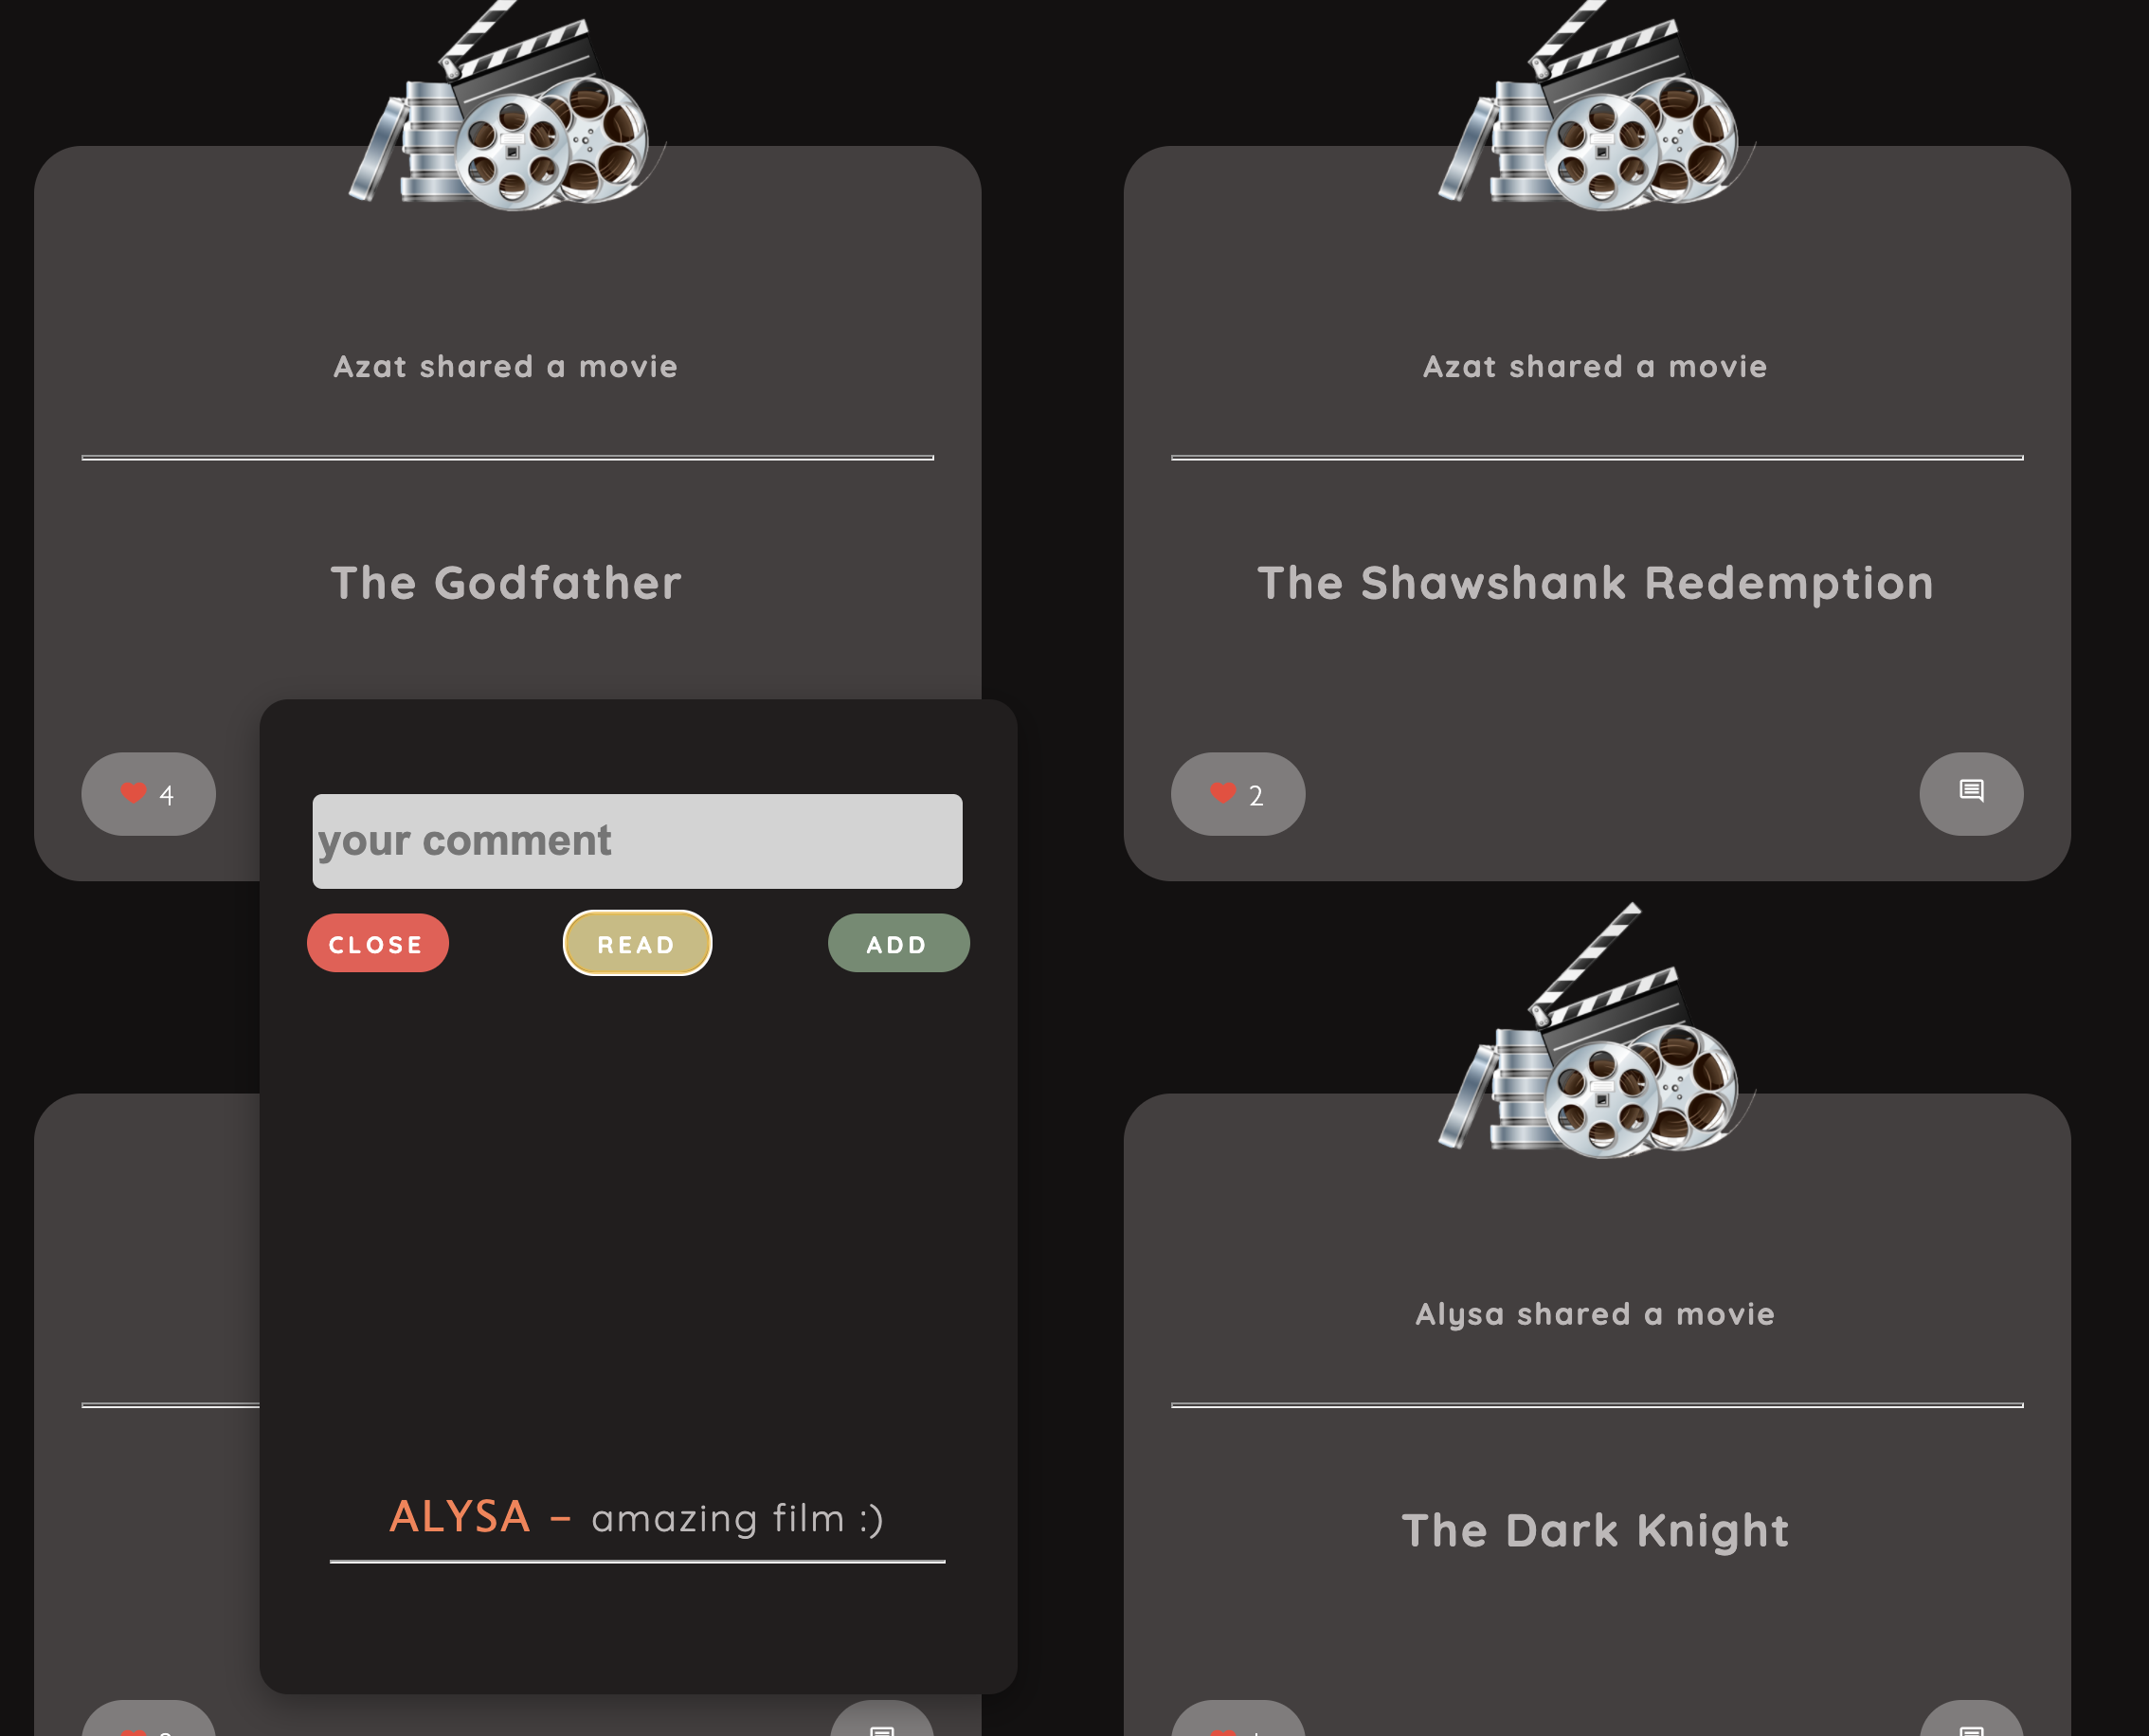 Azat shared a movie
The Godfather
4
Azat shared a movie
The Shawshank Redemption
2
your comment
CLOSE
READ
ADD
ALYSA – amazing film :)
Alysa shared a movie
The Dark Knight